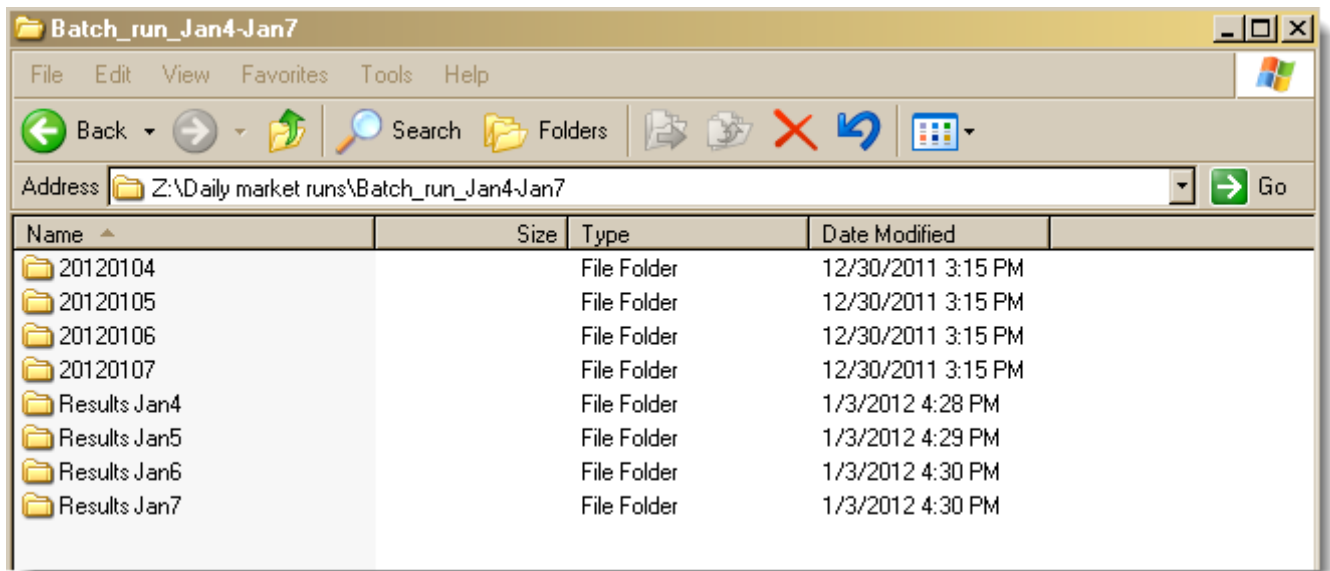 Batch_run_Jan4-Jan7
File Edit View Favorites Tools Help
Back Search Folders
Address Z:\Daily market runs\Batch_run_Jan4-Jan7 Go
Name Size Type Date Modified
20120104 File Folder 12/30/2011 3:15 PM
20120105 File Folder 12/30/2011 3:15 PM
20120106 File Folder 12/30/2011 3:15 PM
20120107 File Folder 12/30/2011 3:15 PM
Results Jan4 File Folder 1/3/2012 4:28 PM
Results Jan5 File Folder 1/3/2012 4:29 PM
Results Jan6 File Folder 1/3/2012 4:30 PM
Results Jan7 File Folder 1/3/2012 4:30 PM